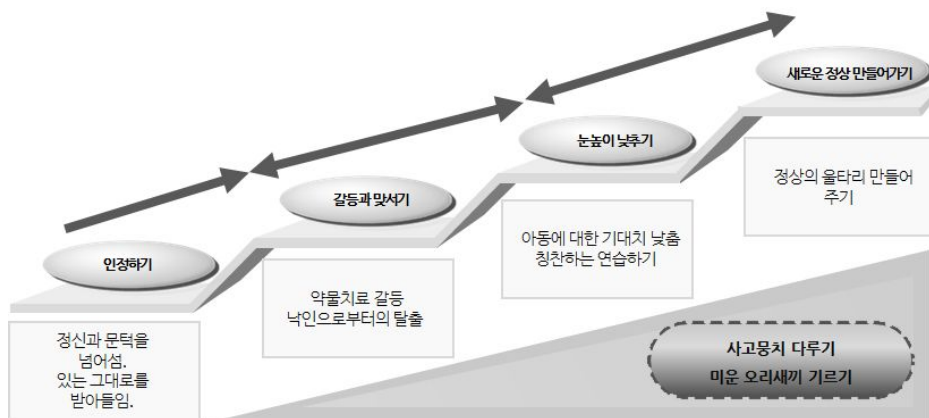 인정하기
정신과 문턱을
넘어섬.
있는 그대로를
받아들임.
갈등과 맞서기
약물치료 갈등
낙인으로부터의 탈출
눈높이 낮추기
아동에 대한 기대치 낮춤
칭찬하는 연습하기
새로운 정상 만들어가기
정상의 울타리 만들어
주기
사고뭉치 다루기
미운 오리새끼 기르기